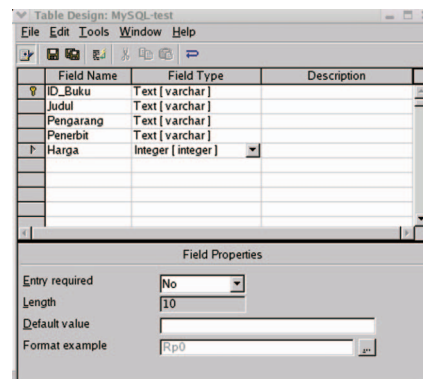 Table Design: MySQL-test
File Edit Tools Window Help
Field Name Field Type Description
ID_Buku Text [ varchar ]
Judul Text [ varchar ]
Pengarang Text [ varchar ]
Penerbit Text [ varchar ]
Harga Integer [ integer ]
Field Properties
Entry required No
Length 10
Default value
Format example Rp0 ...